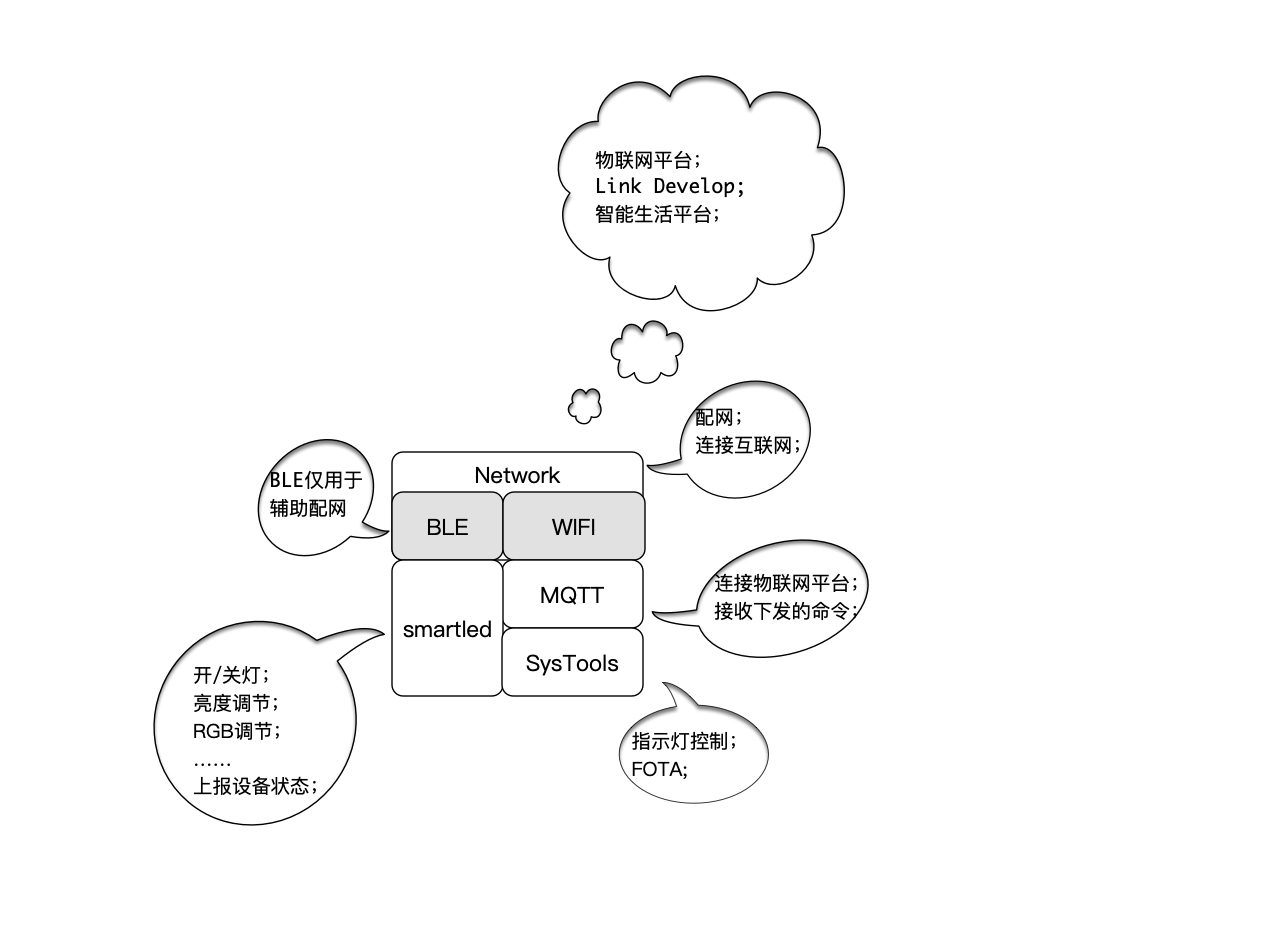 物联网平台；
Link Develop;
智能生活平台；
配网；
连接互联网；
Network
BLE仅用于
辅助配网
BLE
WIFI
连接物联网平台；
接收下发的命令；
MQTT
smartled
SysTools
开/关灯；
亮度调节；
RGB调节；
……
上报设备状态；
指示灯控制；
FOTA;